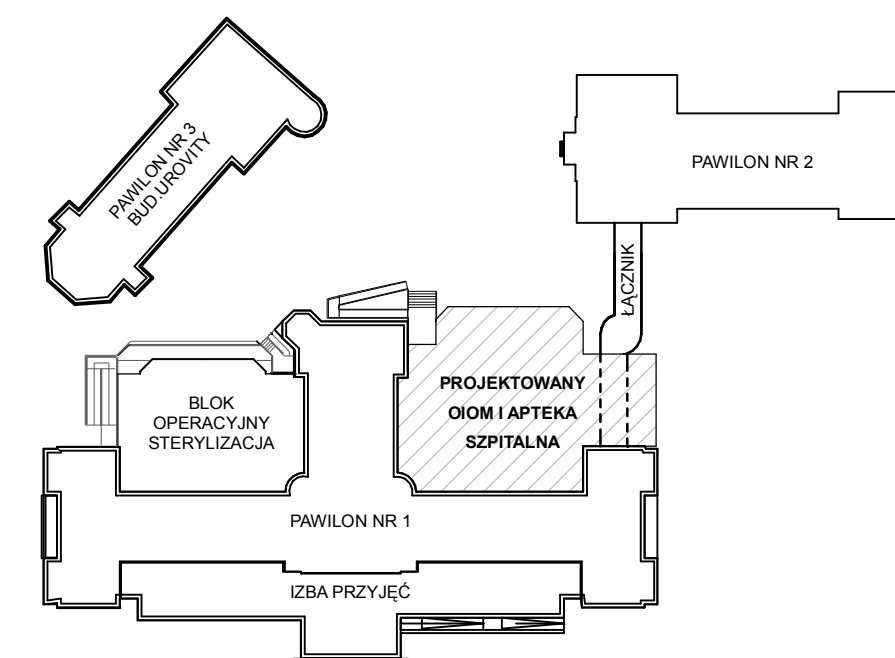 PAWILON NR 3
BUD.UROVITY
PAWILON NR 2
ŁĄCZNIK
BLOK
OPERACYJNY
STERYLIZACJA
PROJEKTOWANY
OIOM I APTEKA
SZPITALNA
PAWILON NR 1
IZBA PRZYJĘĆ